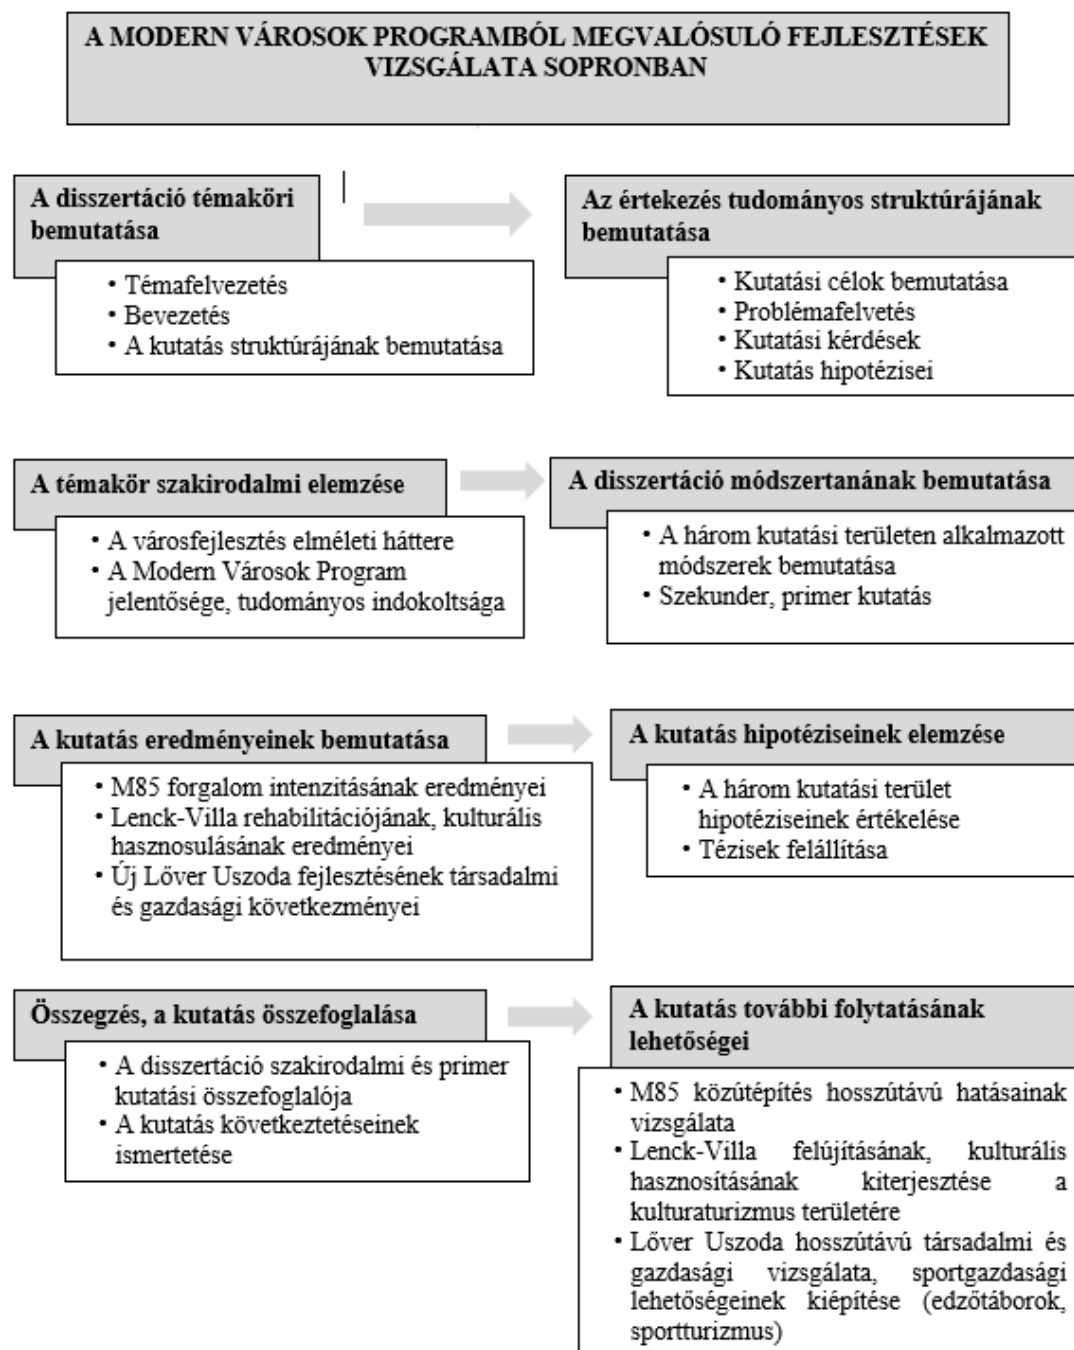 A MODERN VÁROSOK PROGRAMBÓL MEGVALÓSULÓ FEJLESZTÉSEK
VIZSGÁLATA SOPRONBAN
A disszertáció témaköri
bemutatása
• Témafelvezetés
• Bevezetés
• A kutatás struktúrájának bemutatása
Az értekezés tudományos struktúrájának
bemutatása
• Kutatási célok bemutatása
• Problémafelvetés
• Kutatási kérdések
• Kutatás hipotézisei
A témakör szakirodalmi elemzése
• A városfejlesztés elméleti háttere
• A Modern Városok Program
jelentősége, tudományos indokoltsága
A disszertáció módszertanának bemutatása
• A három kutatási területen alkalmazott
módszerek bemutatása
• Szekunder, primer kutatás
A kutatás eredményeinek bemutatása
• M85 forgalom intenzitásának eredményei
• Lenck-Villa rehabilitációjának, kulturális
hasznosulásának eredményei
• Új Lőver Uszoda fejlesztésének társadalmi
és gazdasági következményei
A kutatás hipotéziseinek elemzése
• A három kutatási terület
hipotéziseinek értékelése
• Tézisek felállítása
Összegzés, a kutatás összefoglalása
• A disszertáció szakirodalmi és primer
kutatási összefoglalója
• A kutatás következtetéseinek
ismertetése
A kutatás további folytatásának
lehetőségei
• M85 közútépítés hosszútávú hatásainak
vizsgálata
• Lenck-Villa felújításának, kulturális
hasznosításának kiterjesztése a
kulturaturizmus területére
• Lőver Uszoda hosszútávú társadalmi és
gazdasági vizsgálata, sportgazdasági
lehetőségeinek kiépítése (edzőtáborok,
sportturizmus)